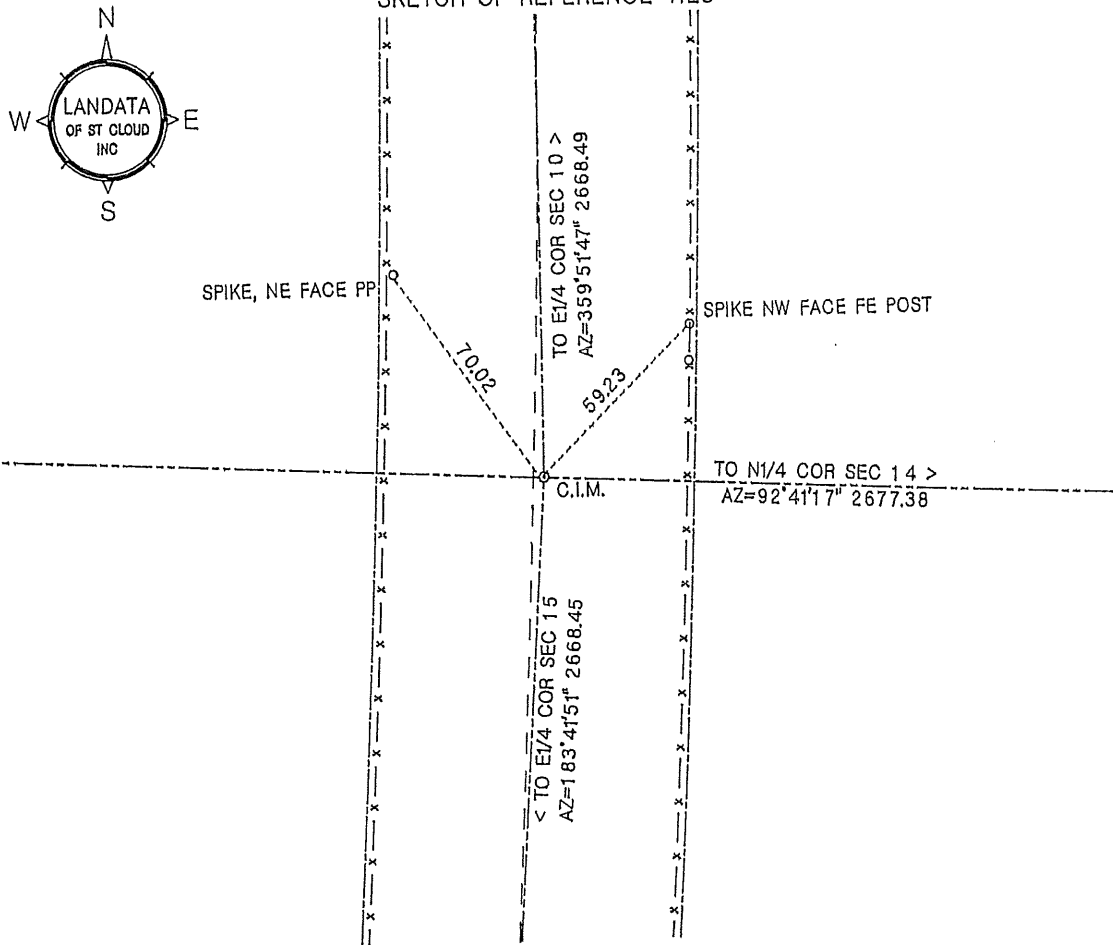 SKETCH OF REFERENCE TIES
N
W
E
S
LANDATA
OF ST CLOUD
INC
TO E1/4 COR SEC 10 >
AZ=359°51'47" 2668.49
SPIKE, NE FACE PP
SPIKE NW FACE FE POST
70.02
59.23
C.I.M.
TO N1/4 COR SEC 14 >
AZ=92°41'17" 2677.38
< TO E1/4 COR SEC 15
AZ=183°41'51" 2668.45